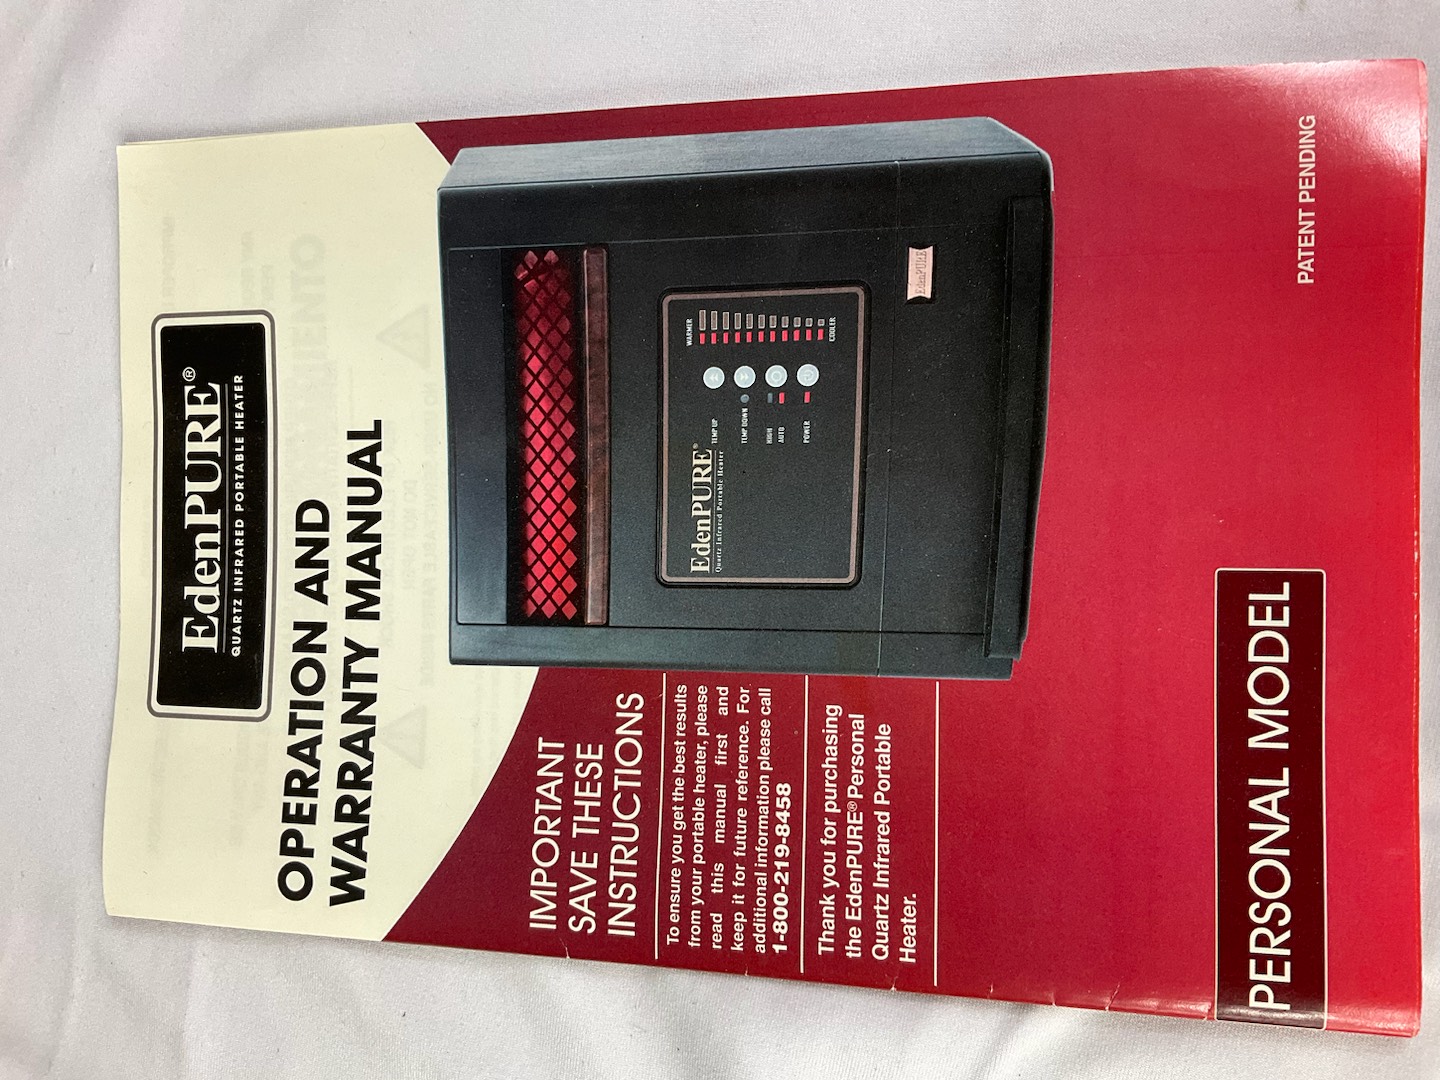 EdenPURE®
QUARTZ INFRARED PORTABLE HEATER
OPERATION AND
WARRANTY MANUAL
IMPORTANT
SAVE THESE
INSTRUCTIONS
To ensure you get the best results
from your portable heater, please
read this manual first and
keep it for future reference. For
additional information please call
1-800-219-8458
Thank you for purchasing
the EdenPURE® Personal
Quartz Infrared Portable
Heater.
EdenPURE®
Quartz Infrared Portable Heater
TEMP UP
TEMP DOWN
HIGH
AUTO
POWER
WARMER
COOLER
EdenPURE
PERSONAL MODEL
PATENT PENDING